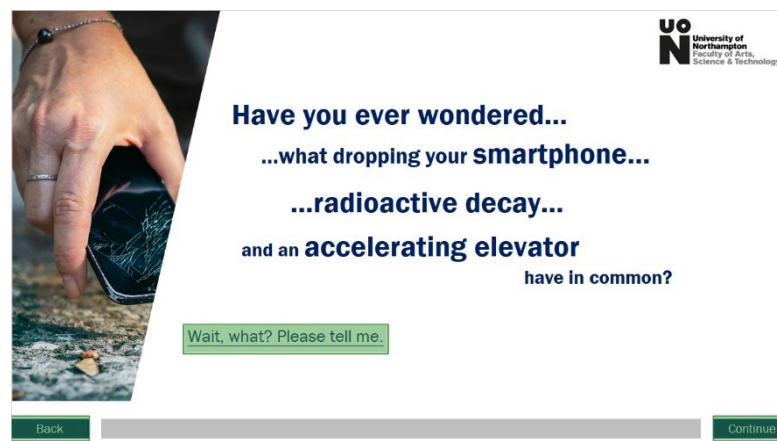 UON
University of
Northampton
Faculty of Arts,
Science & Technology
Have you ever wondered...
...what dropping your smartphone...
...radioactive decay...
and an accelerating elevator
have in common?
Wait, what? Please tell me.
Back
Continue